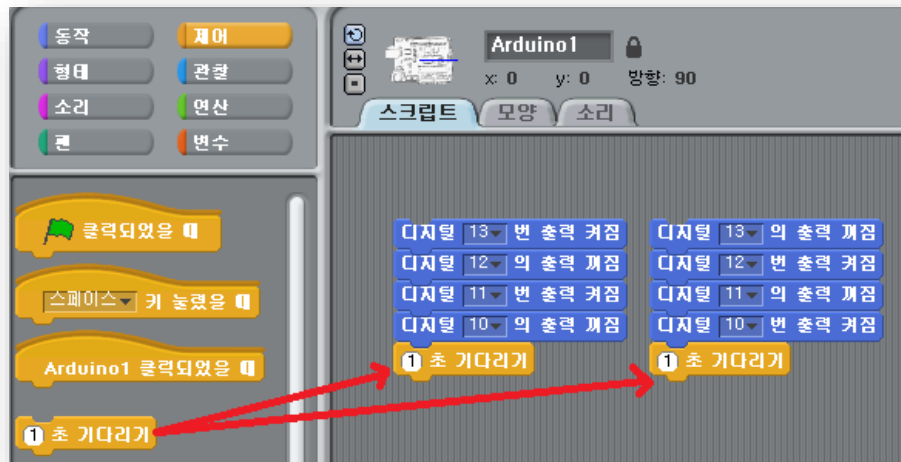 동작 제어
형태 관찰
소리 연산
펜 변수
Arduino1
x: 0 y: 0 방향: 90
스크립트 모양 소리
클릭되었을 때
스페이스 키 눌렸을 때
Arduino1 클릭되었을 때
1 초 기다리기
디지털 13 번 출력 켜짐
디지털 12 의 출력 꺼짐
디지털 11 번 출력 켜짐
디지털 10 의 출력 꺼짐
1 초 기다리기
디지털 13 의 출력 꺼짐
디지털 12 번 출력 켜짐
디지털 11 의 출력 꺼짐
디지털 10 번 출력 켜짐
1 초 기다리기